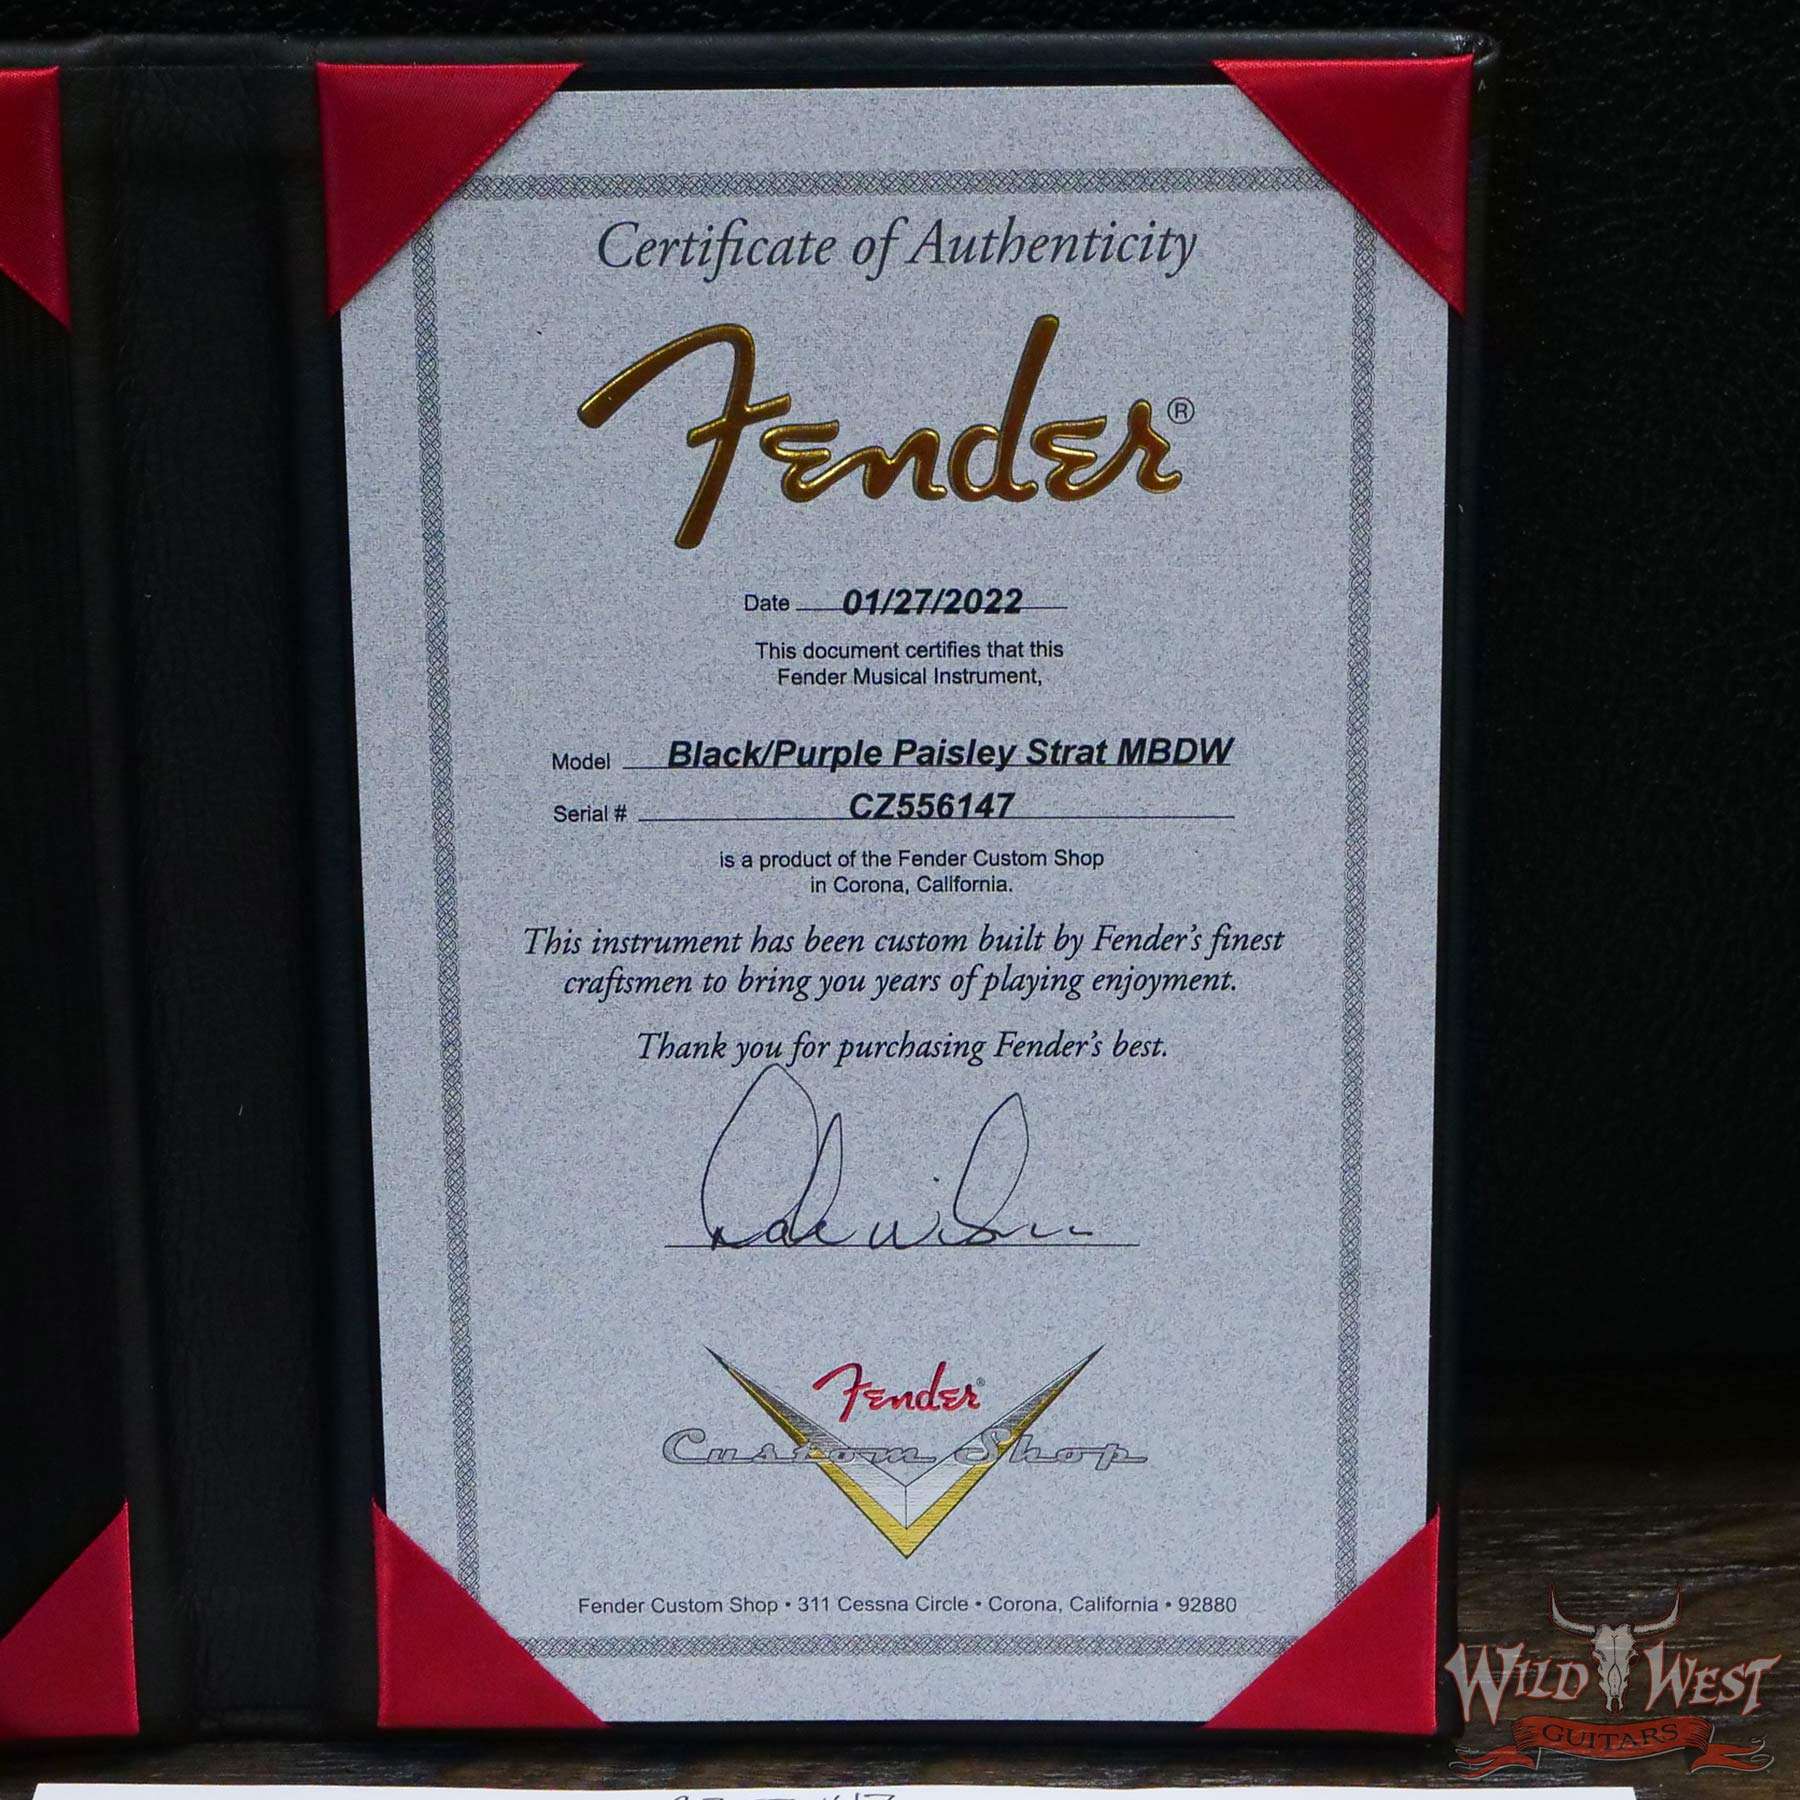 Certificate of Authenticity
Fender®
Date 01/27/2022
This document certifies that this
Fender Musical Instrument,
Model Black/Purple Paisley Strat MBDW
Serial # CZ556147
is a product of the Fender Custom Shop
in Corona, California.
This instrument has been custom built by Fender's finest
craftsmen to bring you years of playing enjoyment.
Thank you for purchasing Fender's best.
Fender®
Custom Shop
Fender Custom Shop • 311 Cessna Circle • Corona, California • 92880
WILD WEST
GUITARS